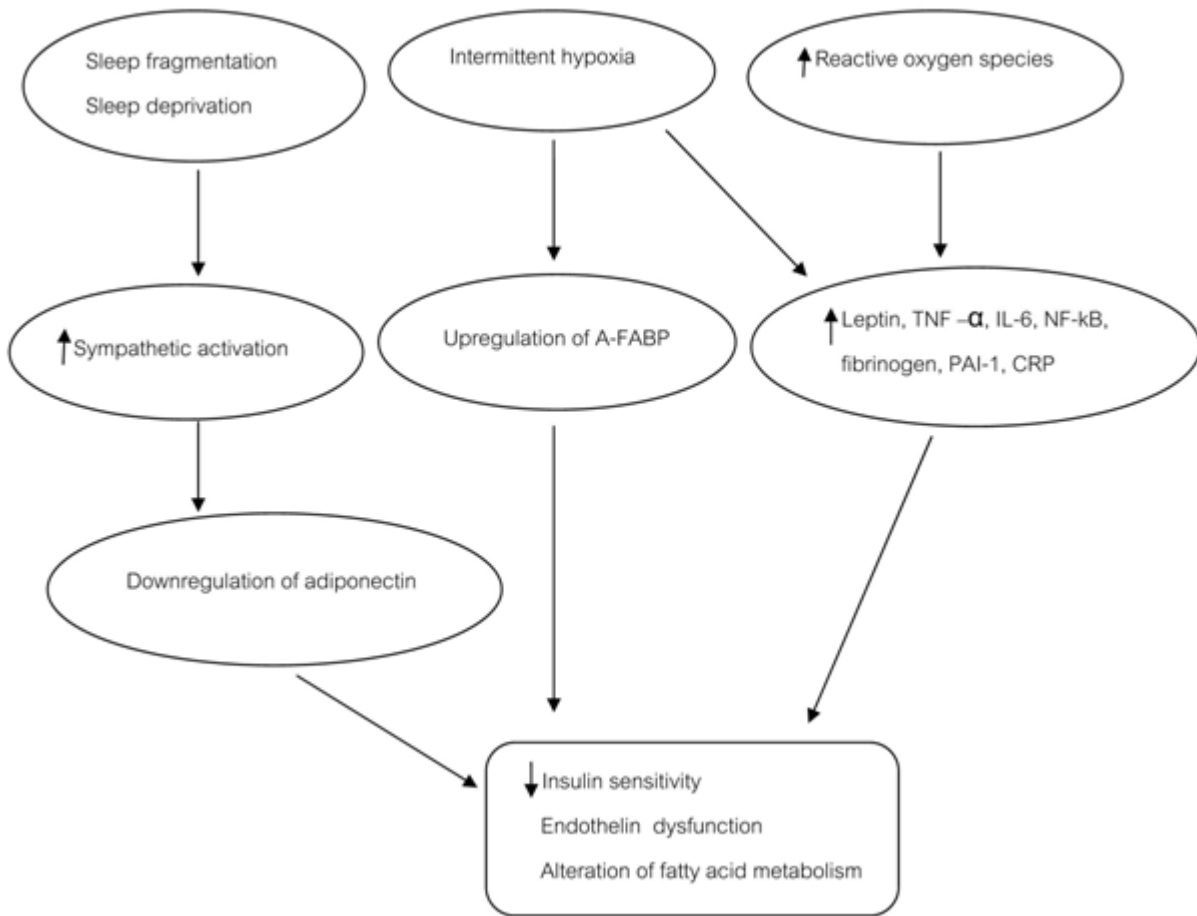 Sleep fragmentation
Sleep deprivation
Intermittent hypoxia
↑Reactive oxygen species
↑Sympathetic activation
Upregulation of A-FABP
↑Leptin, TNF –α, IL-6, NF-kB,
fibrinogen, PAI-1, CRP
Downregulation of adiponectin
↓Insulin sensitivity
Endothelin dysfunction
Alteration of fatty acid metabolism